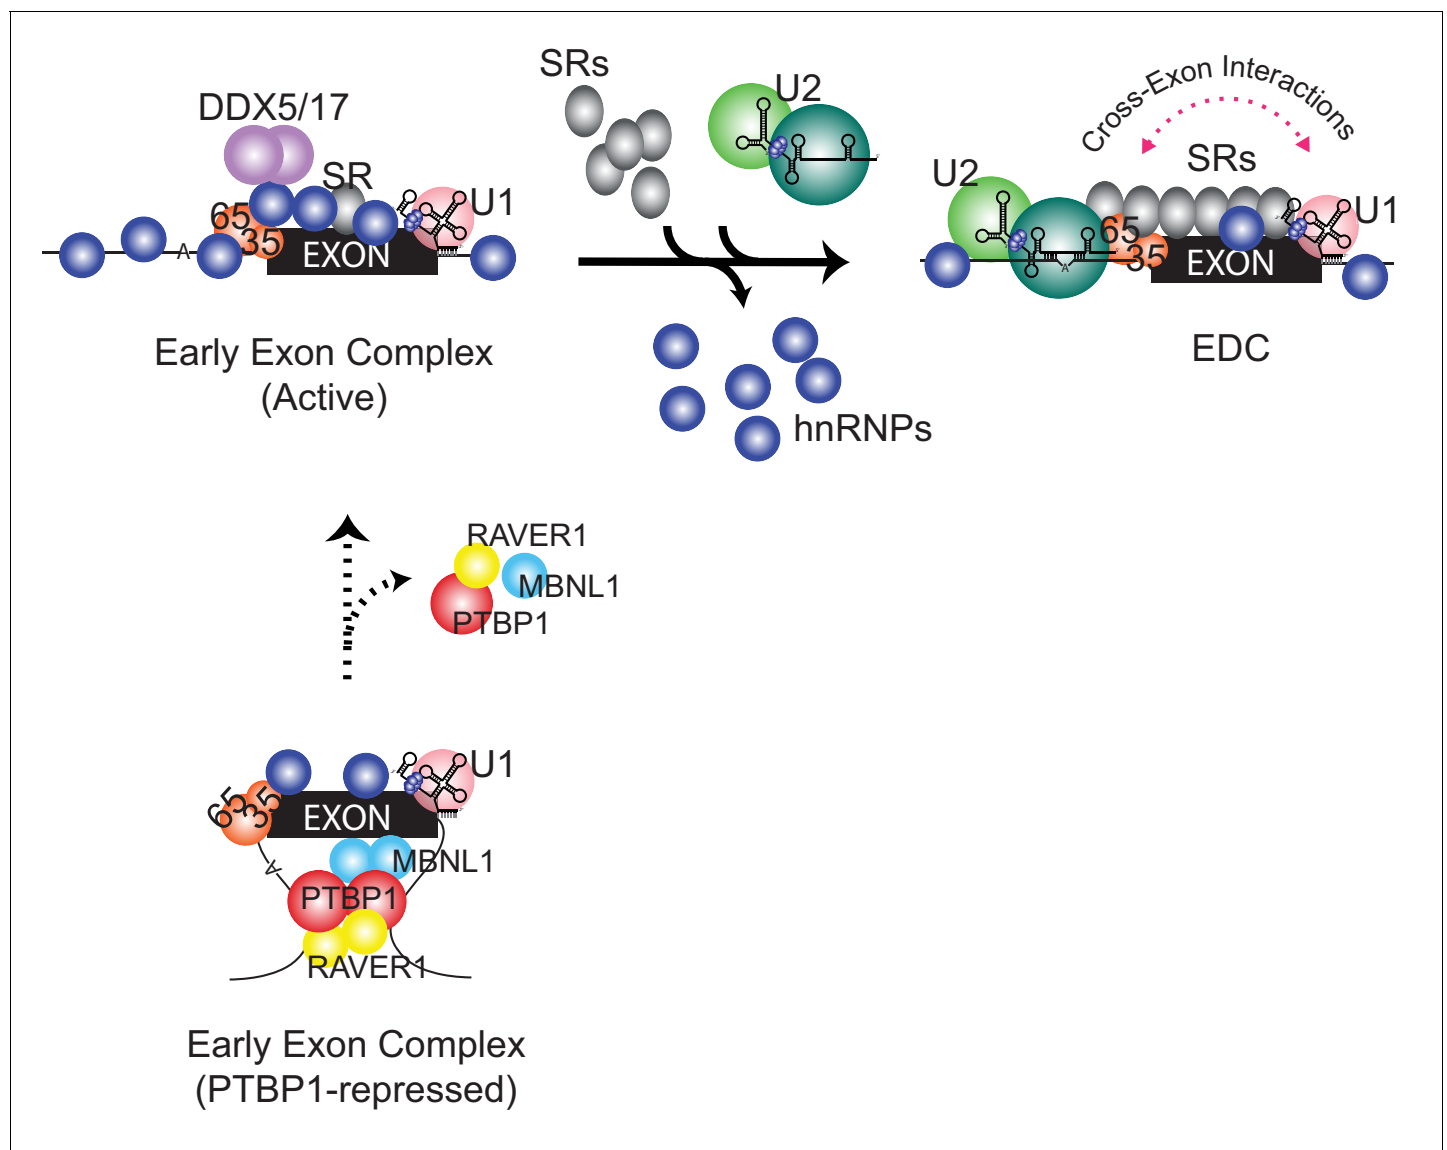 SRs
U2
DDX5/17
SR
65
35
U1
EXON
A
Early Exon Complex
(Active)
hnRNPs
Cross-Exon Interactions
SRs
U2
65
35
U1
EXON
A
EDC
RAVER1
MBNL1
PTBP1
U1
65
35
EXON
A
MBNL1
PTBP1
RAVER1
Early Exon Complex
(PTBP1-repressed)